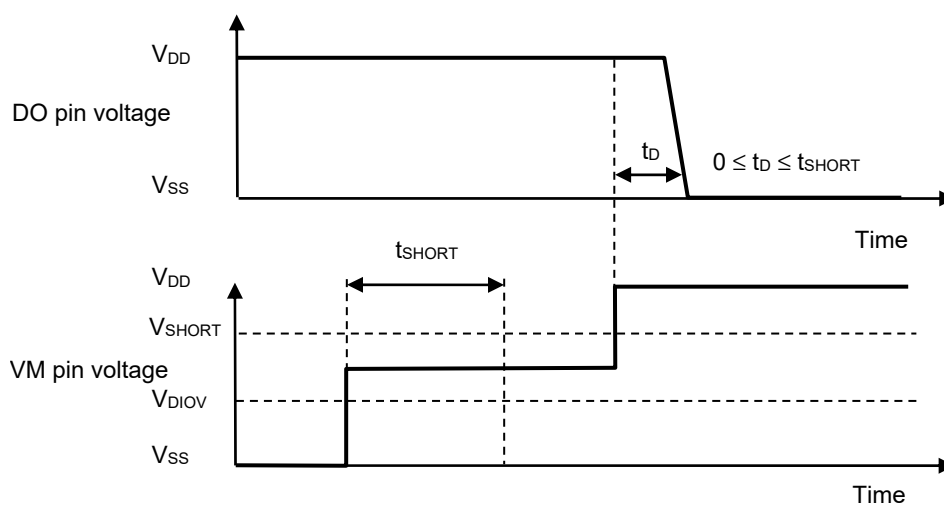 VDD
DO pin voltage
tD
0 ≤ tD ≤ tSHORT
VSS
Time
tSHORT
VDD
VSHORT
VM pin voltage
VDIOV
VSS
Time